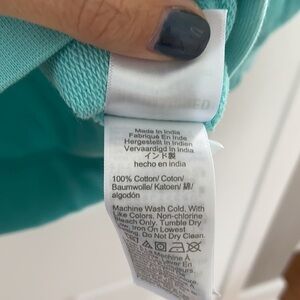 Made In India
Fabriqué En Inde
Hergestellt In Indien
Vervaardigd In India
インド製
hecho en india
100% Cotton/ Coton/
Baumwolle/ Katoen/ 綿/
algodón
Machine Wash Cold. With
Like Colors. Non-chlorine
Bleach Only. Tumble Dry
Low. Iron On Lowest
Do Not Dry Clean.
Machine À